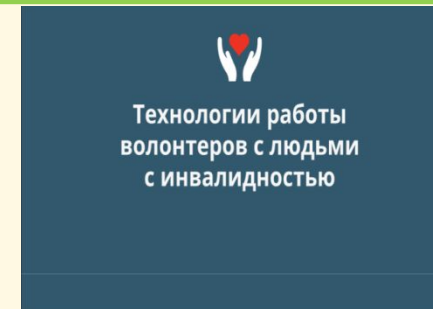 Технологии работы
волонтеров с людьми
с инвалидностью